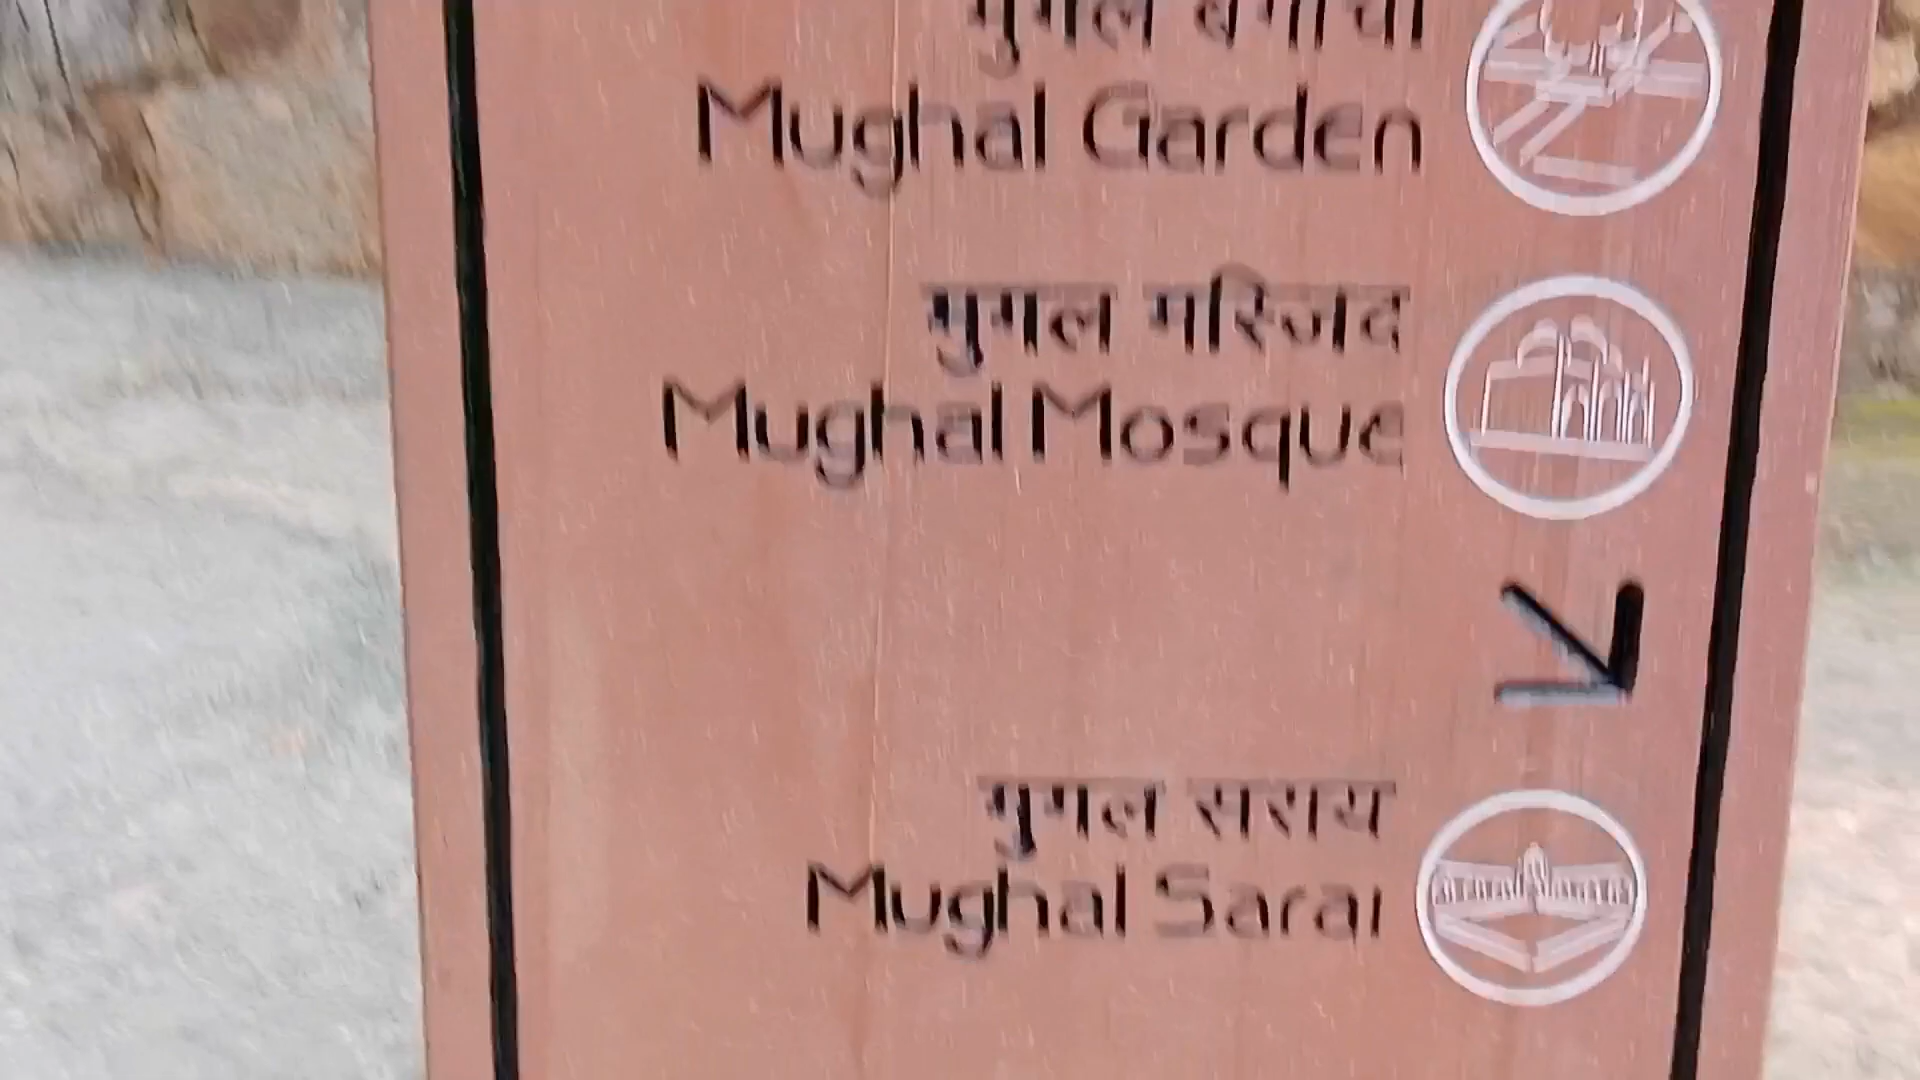 मुगल बगीचा
Mughal Garden
मुगल मस्जिद
Mughal Mosque
मुगल सराय
Mughal Sarai